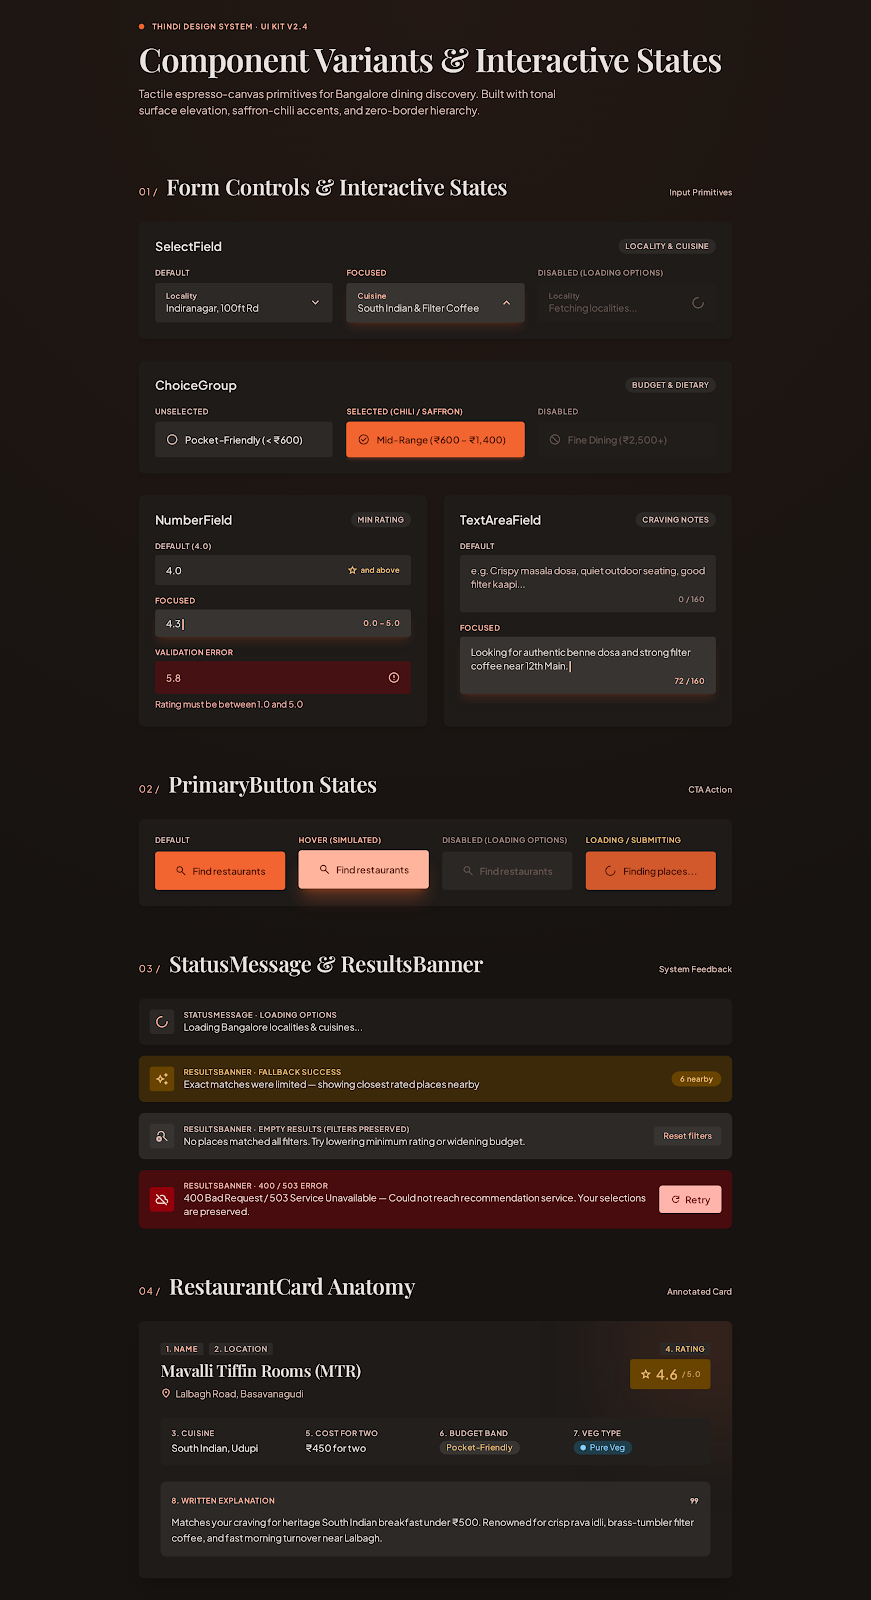 THINDI DESIGN SYSTEM · UI KIT V2.4
Component Variants & Interactive States
Tactile espresso-canvas primitives for Bangalore dining discovery. Built with tonal
surface elevation, saffron-chili accents, and zero-border hierarchy.
01 /
Form Controls & Interactive States
Input Primitives
SelectField
LOCALITY & CUISINE
DEFAULT
FOCUSED
DISABLED (LOADING OPTIONS)
Locality
Indiranagar, 100ft Rd
Cuisine
South Indian & Filter Coffee
Locality
Fetching localities...
ChoiceGroup
BUDGET & DIETARY
UNSELECTED
SELECTED (CHILI / SAFFRON)
DISABLED
Pocket-Friendly (< ₹600)
Mid-Range (₹600 – ₹1,400)
Fine Dining (₹2,500+)
NumberField
MIN RATING
DEFAULT (4.0)
4.0
and above
FOCUSED
4.3
0.0 – 5.0
VALIDATION ERROR
5.8
Rating must be between 1.0 and 5.0
TextAreaField
CRAVING NOTES
DEFAULT
e.g. Crispy masala dosa, quiet outdoor seating, good
filter kaapi...
0 / 160
FOCUSED
Looking for authentic benne dosa and strong filter
coffee near 12th Main.
72 / 160
02 /
PrimaryButton States
CTA Action
DEFAULT
HOVER (SIMULATED)
DISABLED (LOADING OPTIONS)
LOADING / SUBMITTING
Find restaurants
Find restaurants
Find restaurants
Finding places...
03 /
StatusMessage & ResultsBanner
System Feedback
STATUSMESSAGE · LOADING OPTIONS
Loading Bangalore localities & cuisines...
RESULTSBANNER · FALLBACK SUCCESS
Exact matches were limited — showing closest rated places nearby
6 nearby
RESULTSBANNER · EMPTY RESULTS (FILTERS PRESERVED)
No places matched all filters. Try lowering minimum rating or widening budget.
Reset filters
RESULTSBANNER · 400 / 503 ERROR
400 Bad Request / 503 Service Unavailable — Could not reach recommendation service. Your selections
are preserved.
Retry
04 /
RestaurantCard Anatomy
Annotated Card
1. NAME
2. LOCATION
4. RATING
Mavalli Tiffin Rooms (MTR)
4.6
/ 5.0
Lalbagh Road, Basavanagudi
3. CUISINE
5. COST FOR TWO
6. BUDGET BAND
7. VEG TYPE
South Indian, Udupi
₹450 for two
Pocket-Friendly
Pure Veg
8. WRITTEN EXPLANATION
Matches your craving for heritage South Indian breakfast under ₹500. Renowned for crisp rava idli, brass-tumbler filter
coffee, and fast morning turnover near Lalbagh.